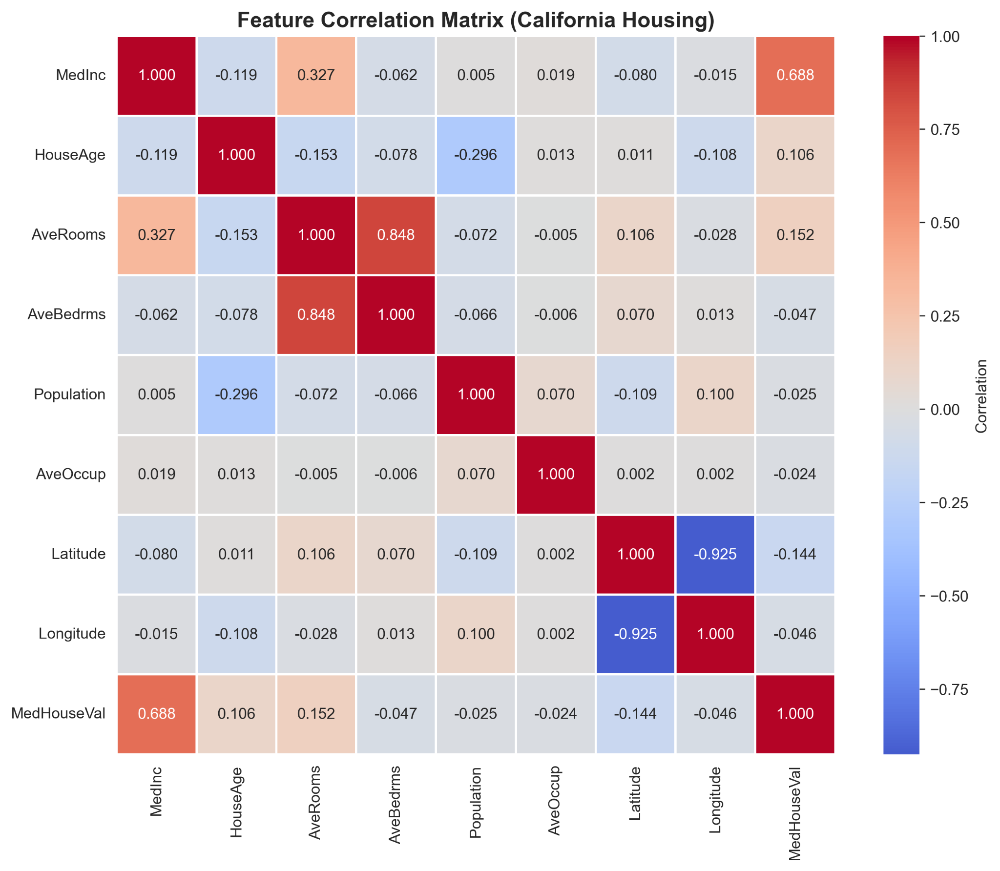 Feature Correlation Matrix (California Housing)
MedInc 1.000 -0.119 0.327 -0.062 0.005 0.019 -0.080 -0.015 0.688
HouseAge -0.119 1.000 -0.153 -0.078 -0.296 0.013 0.011 -0.108 0.106
AveRooms 0.327 -0.153 1.000 0.848 -0.072 -0.005 0.106 -0.028 0.152
AveBedrms -0.062 -0.078 0.848 1.000 -0.066 -0.006 0.070 0.013 -0.047
Population 0.005 -0.296 -0.072 -0.066 1.000 0.070 -0.109 0.100 -0.025
AveOccup 0.019 0.013 -0.005 -0.006 0.070 1.000 0.002 0.002 -0.024
Latitude -0.080 0.011 0.106 0.070 -0.109 0.002 1.000 -0.925 -0.144
Longitude -0.015 -0.108 -0.028 0.013 0.100 0.002 -0.925 1.000 -0.046
MedHouseVal 0.688 0.106 0.152 -0.047 -0.025 -0.024 -0.144 -0.046 1.000
MedInc HouseAge AveRooms AveBedrms Population AveOccup Latitude Longitude MedHouseVal
1.00
0.75
0.50
0.25
0.00
−0.25
−0.50
−0.75
Correlation